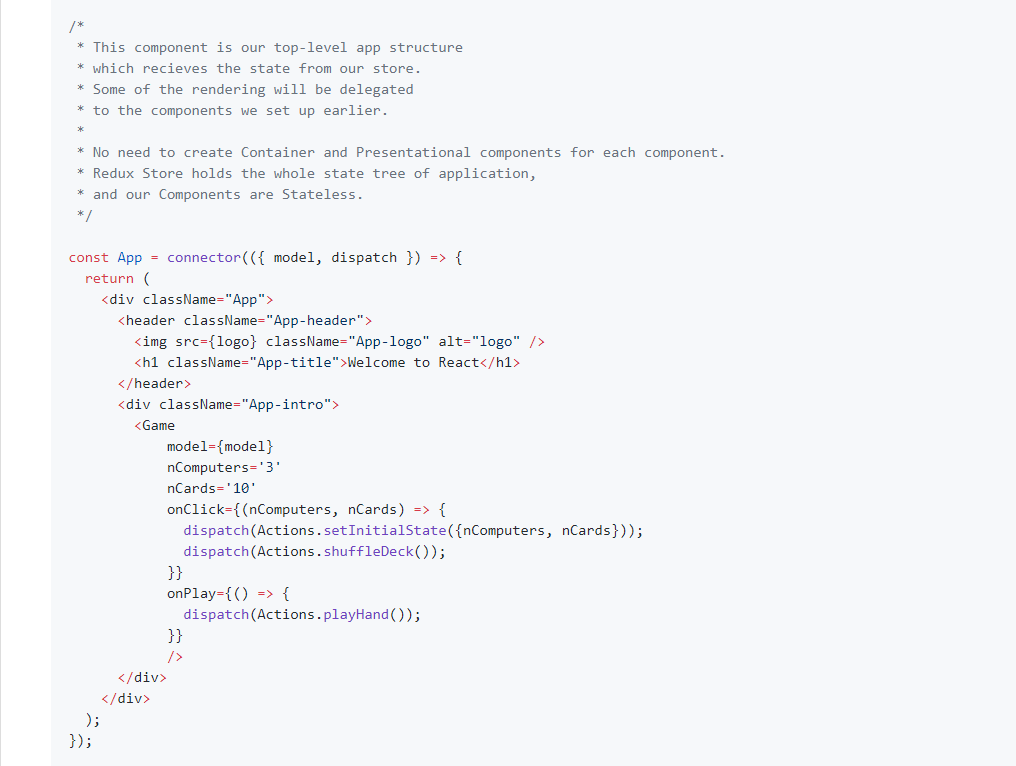 /*
 * This component is our top-level app structure
 * which recieves the state from our store.
 * Some of the rendering will be delegated
 * to the components we set up earlier.
 *
 * No need to create Container and Presentational components for each component.
 * Redux Store holds the whole state tree of application,
 * and our Components are Stateless.
 */

const App = connector(({ model, dispatch }) => {
  return (
    <div className="App">
      <header className="App-header">
        <img src={logo} className="App-logo" alt="logo" />
        <h1 className="App-title">Welcome to React</h1>
      </header>
      <div className="App-intro">
        <Game
            model={model}
            nComputers='3'
            nCards='10'
            onClick={(nComputers, nCards) => {
              dispatch(Actions.setInitialState({nComputers, nCards}));
              dispatch(Actions.shuffleDeck());
            }}
            onPlay={() => {
              dispatch(Actions.playHand());
            }}
            />
      </div>
    </div>
  );
});